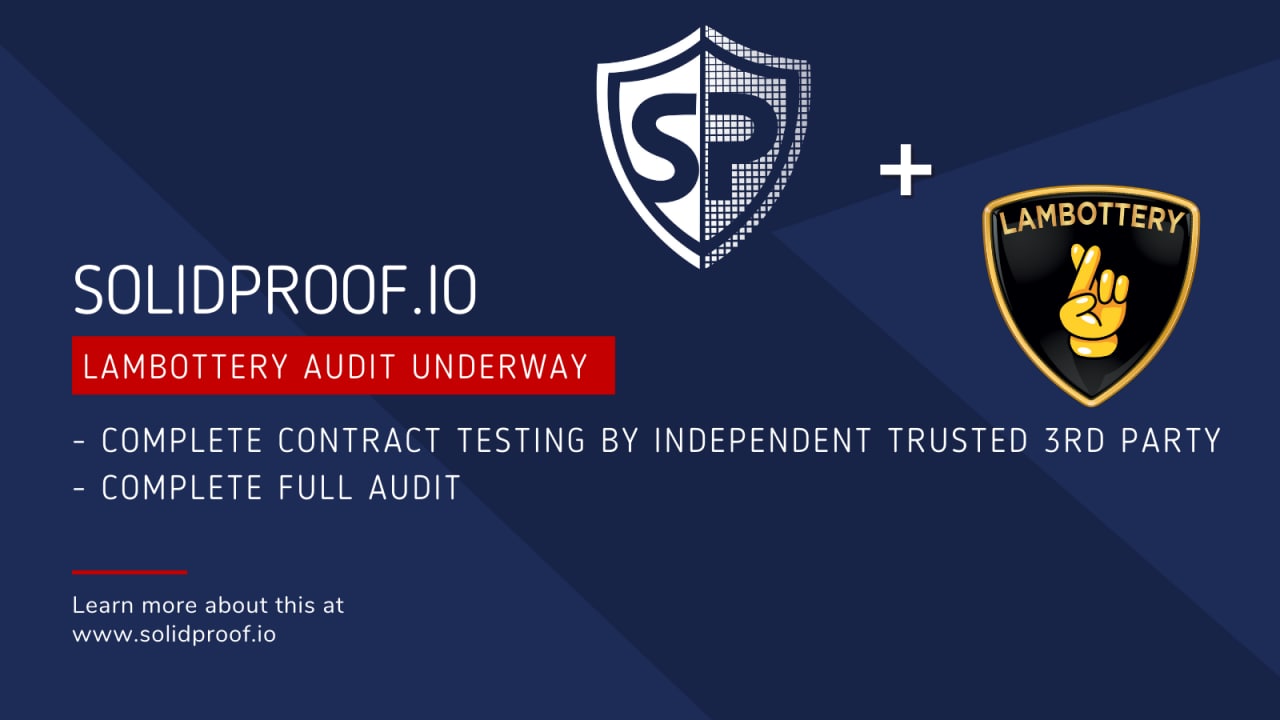 SP
+
LAMBOTTERY
SOLIDPROOF.IO
LAMBOTTERY AUDIT UNDERWAY
- COMPLETE CONTRACT TESTING BY INDEPENDENT TRUSTED 3RD PARTY
- COMPLETE FULL AUDIT
Learn more about this at
www.solidproof.io